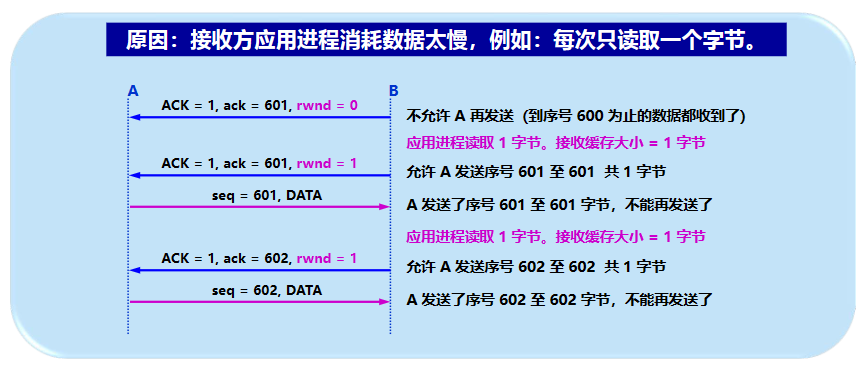 原因：接收方应用进程消耗数据太慢，例如：每次只读取一个字节。
A B
ACK = 1, ack = 601, rwnd = 0
不允许 A 再发送 (到序号 600 为止的数据都收到了)
应用进程读取 1 字节。接收缓存大小 = 1 字节
ACK = 1, ack = 601, rwnd = 1
允许 A 发送序号 601 至 601 共 1 字节
seq = 601, DATA
A 发送了序号 601 至 601 字节，不能再发送了
应用进程读取 1 字节。接收缓存大小 = 1 字节
ACK = 1, ack = 602, rwnd = 1
允许 A 发送序号 602 至 602 共 1 字节
seq = 602, DATA
A 发送了序号 602 至 602 字节，不能再发送了